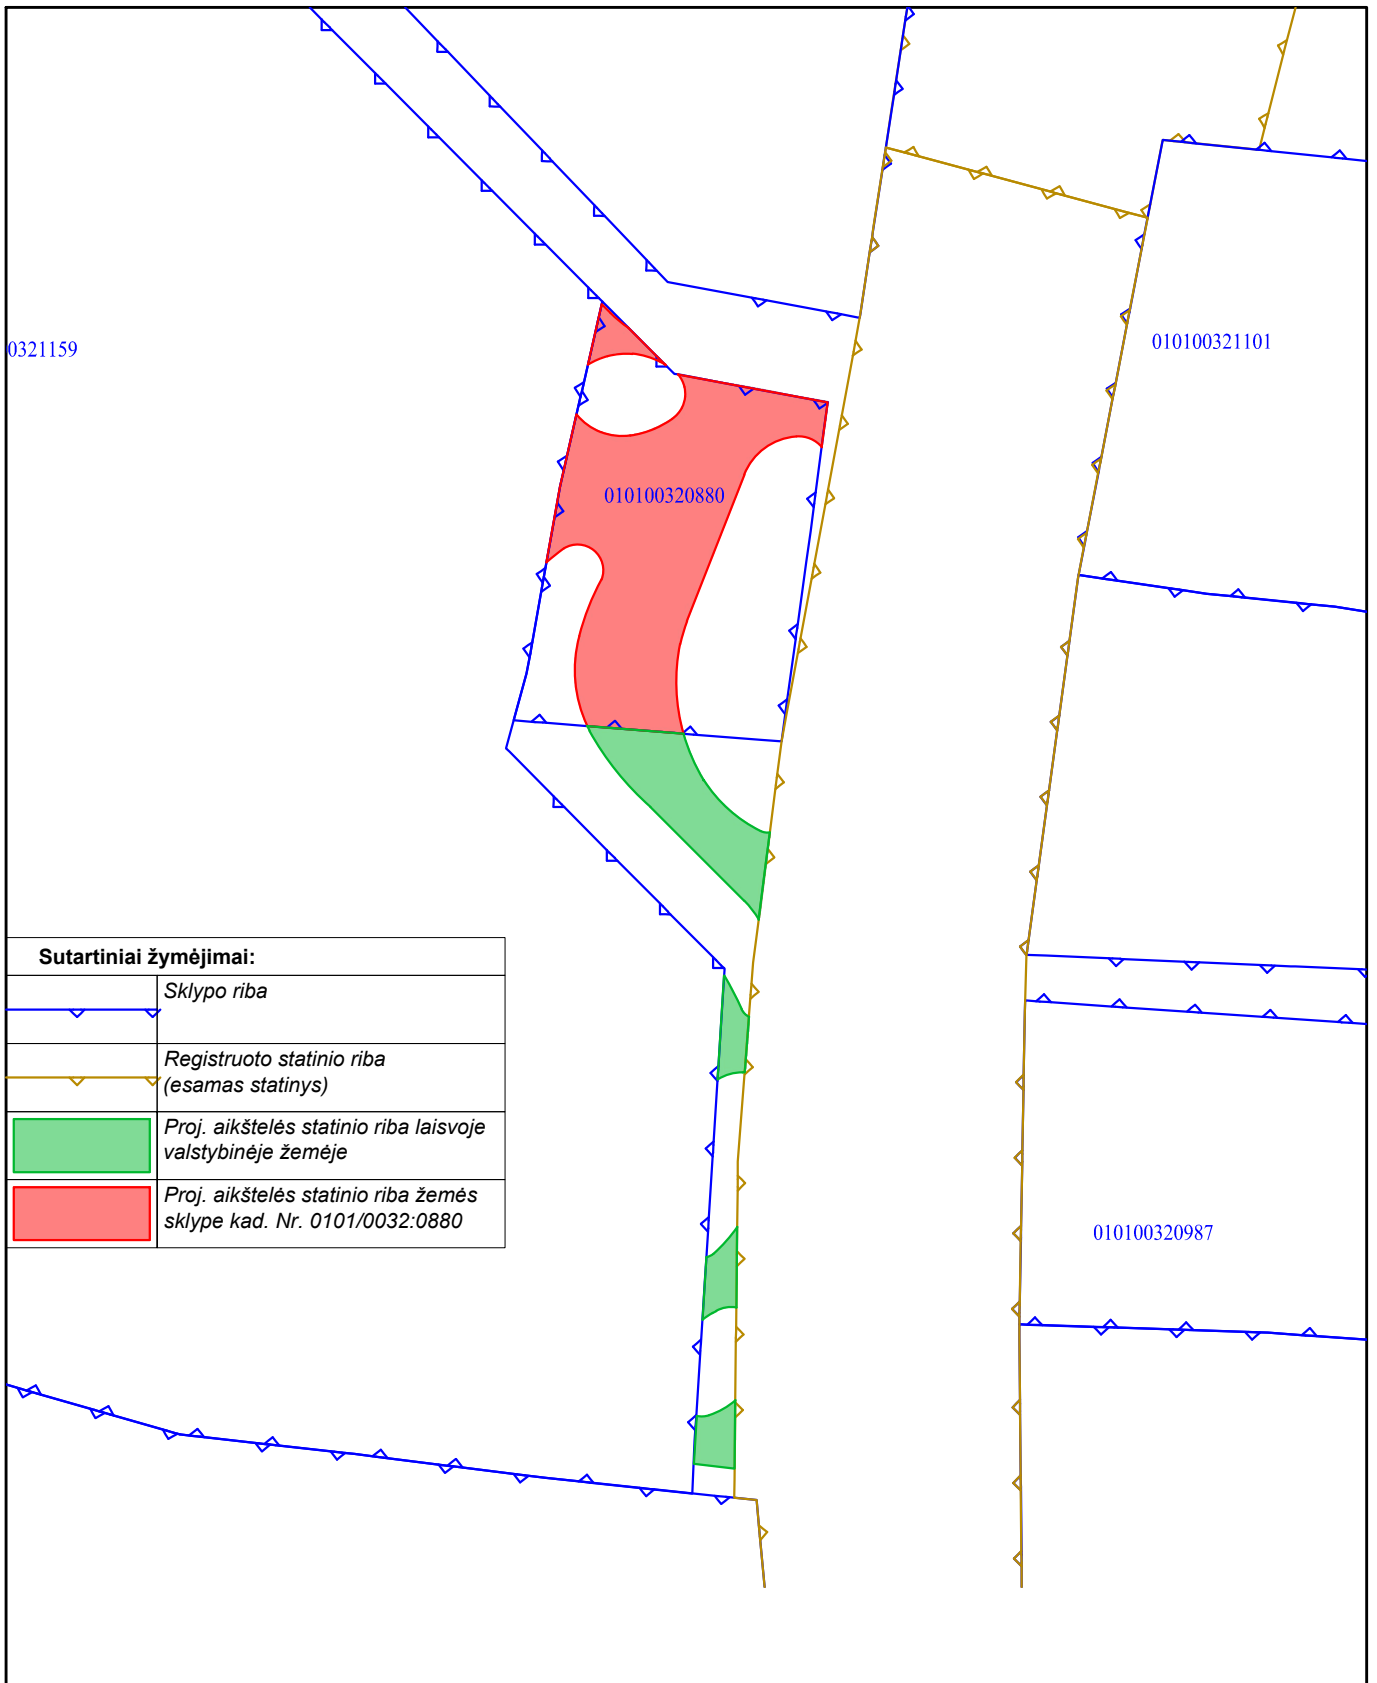 010100321101
0321159
010100320880
Sutartiniai žymėjimai:
Sklypo riba
Registruoto statinio riba
(esamas statinys)
Proj. aikštelės statinio riba laisvoje
valstybinėje žemėje
Proj. aikštelės statinio riba žemės
sklype kad. Nr. 0101/0032:0880
010100320987